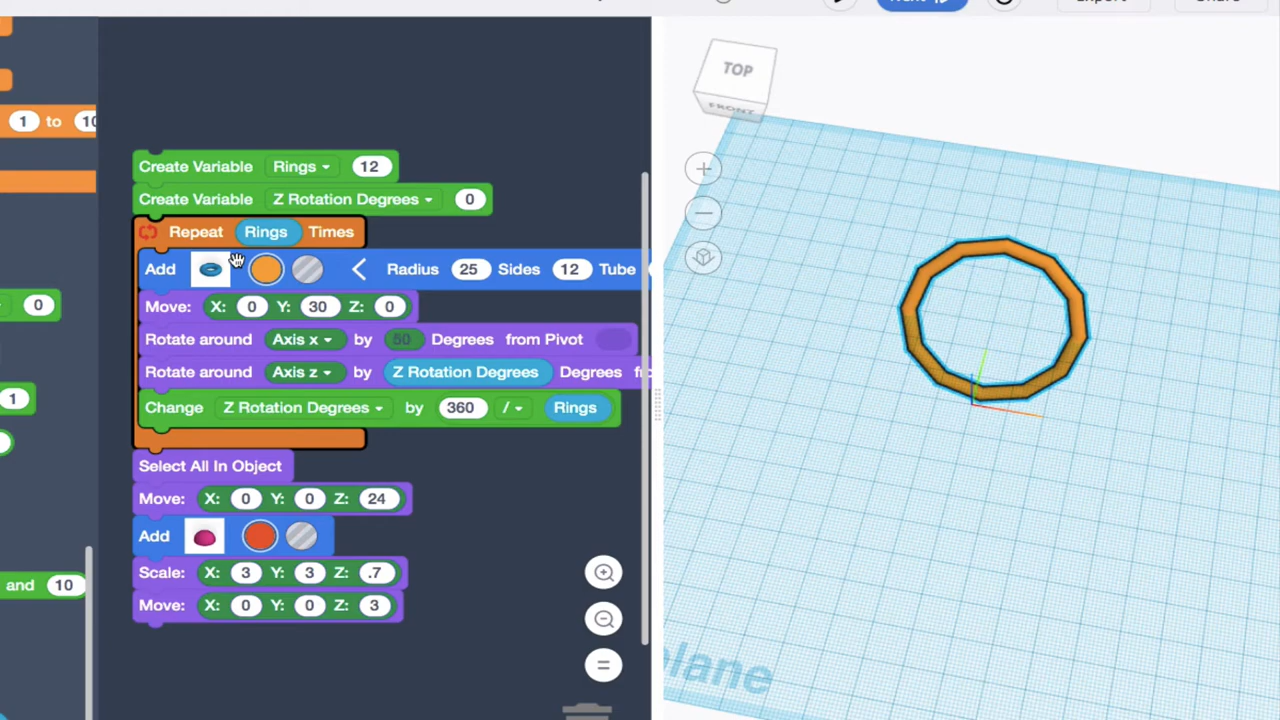 TOP
FRONT
1 to 10
Create Variable Rings 12
Create Variable Z Rotation Degrees 0
Repeat Rings Times
Add Radius 25 Sides 12 Tube
Move: X: 0 Y: 30 Z: 0
0
Rotate around Axis x by 50 Degrees from Pivot
Rotate around Axis z by Z Rotation Degrees Degrees
1
Change Z Rotation Degrees by 360 / Rings
Select All In Object
Move: X: 0 Y: 0 Z: 24
Add
Scale: X: 3 Y: 3 Z: .7
and 10
Move: X: 0 Y: 0 Z: 3
plane